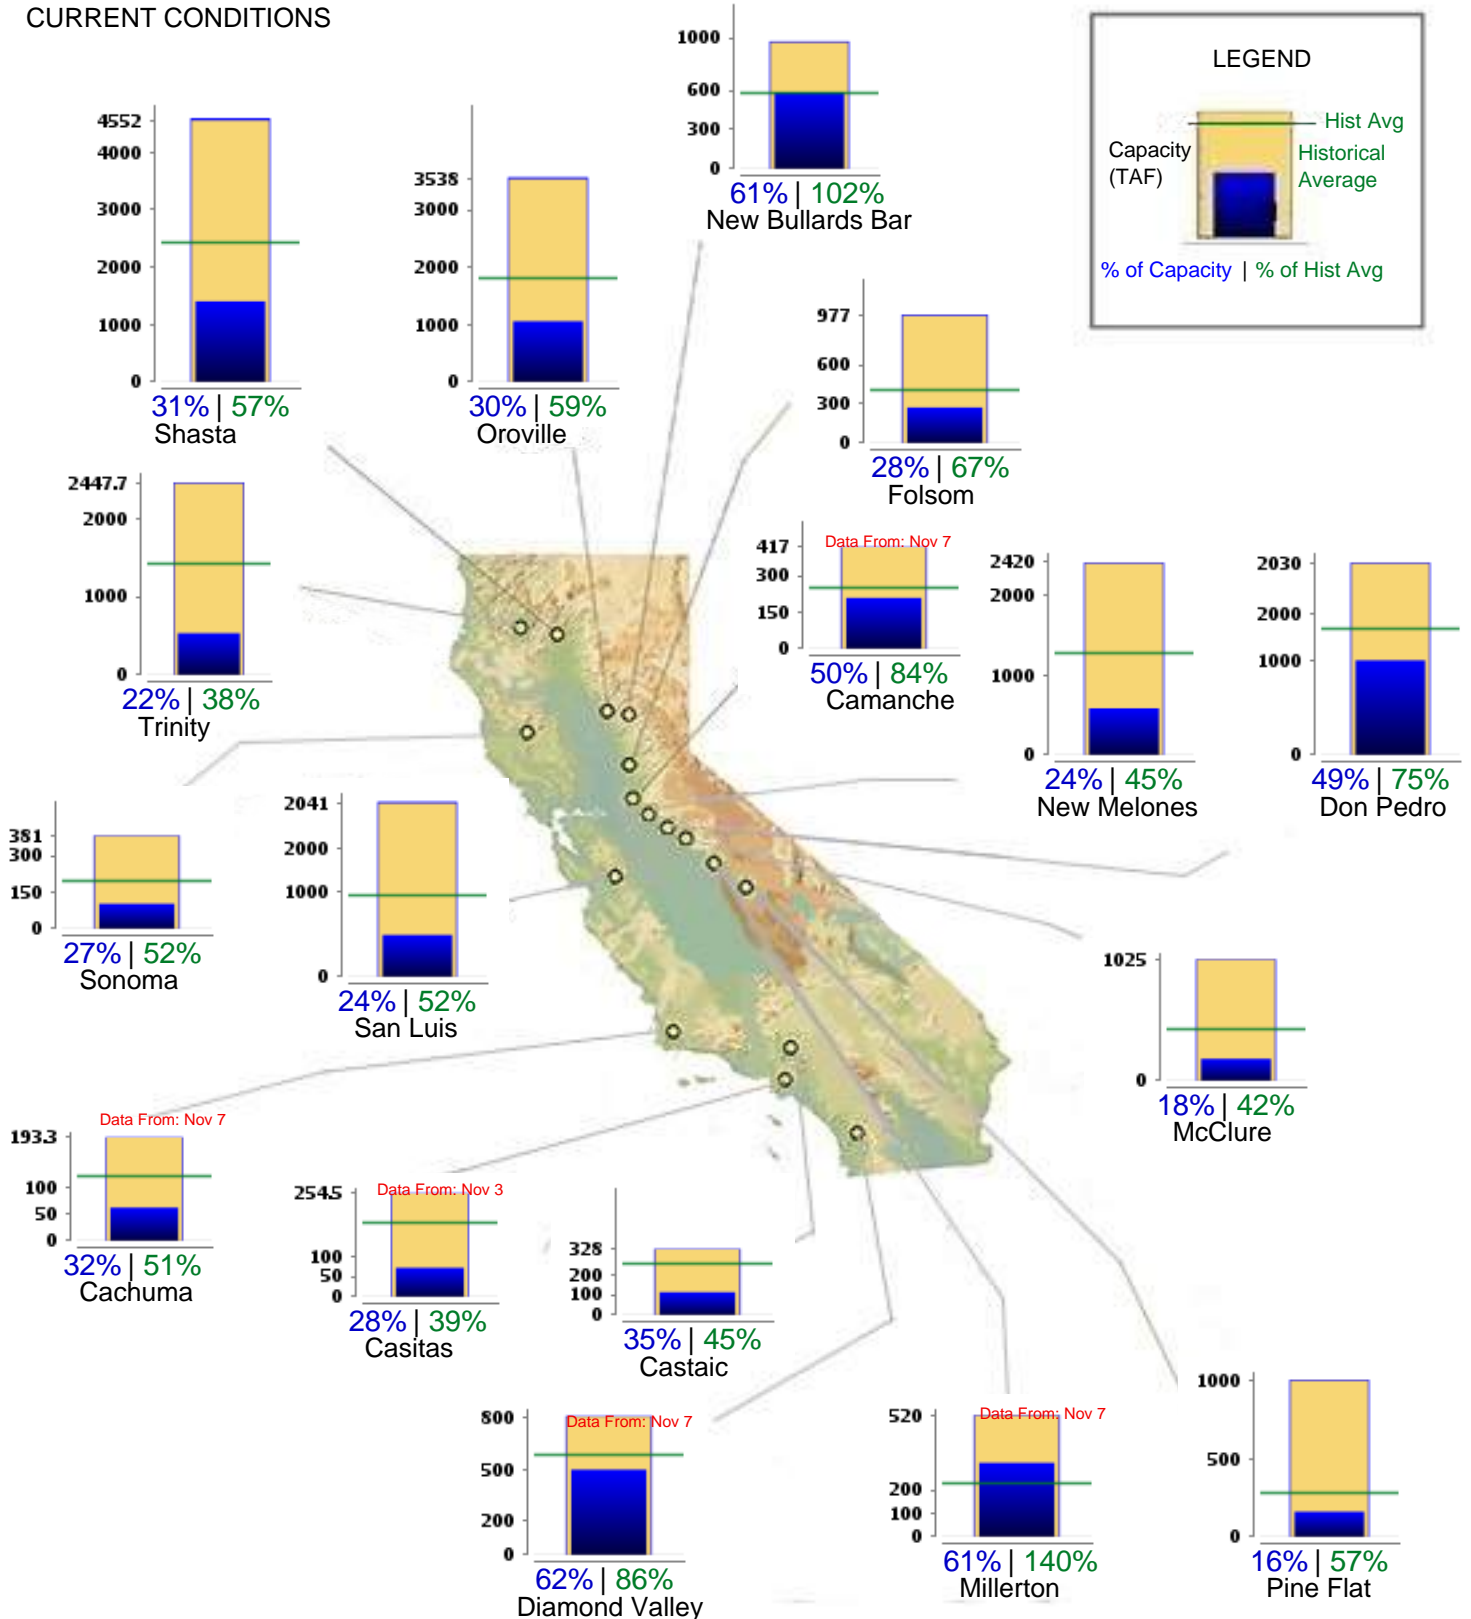 CURRENT CONDITIONS
1000
600
300
0
61% | 102%
New Bullards Bar
LEGEND
Hist Avg
Capacity
(TAF)
Historical
Average
% of Capacity | % of Hist Avg
4552
4000
3000
2000
1000
0
31% | 57%
Shasta
3538
3000
2000
1000
0
30% | 59%
Oroville
977
600
300
0
28% | 67%
Folsom
2447.7
2000
1000
0
22% | 38%
Trinity
Data From: Nov 7
417
300
150
0
50% | 84%
Camanche
2420
2000
1000
0
24% | 45%
New Melones
2030
2000
1000
0
49% | 75%
Don Pedro
381
300
150
0
27% | 52%
Sonoma
2041
2000
1000
0
24% | 52%
San Luis
1025
0
18% | 42%
McClure
Data From: Nov 7
193.3
100
50
0
32% | 51%
Cachuma
Data From: Nov 3
254.5
100
50
0
28% | 39%
Casitas
328
200
100
0
35% | 45%
Castaic
800
Data From: Nov 7
500
200
0
62% | 86%
Diamond Valley
520
Data From: Nov 7
200
100
0
61% | 140%
Millerton
1000
500
0
16% | 57%
Pine Flat